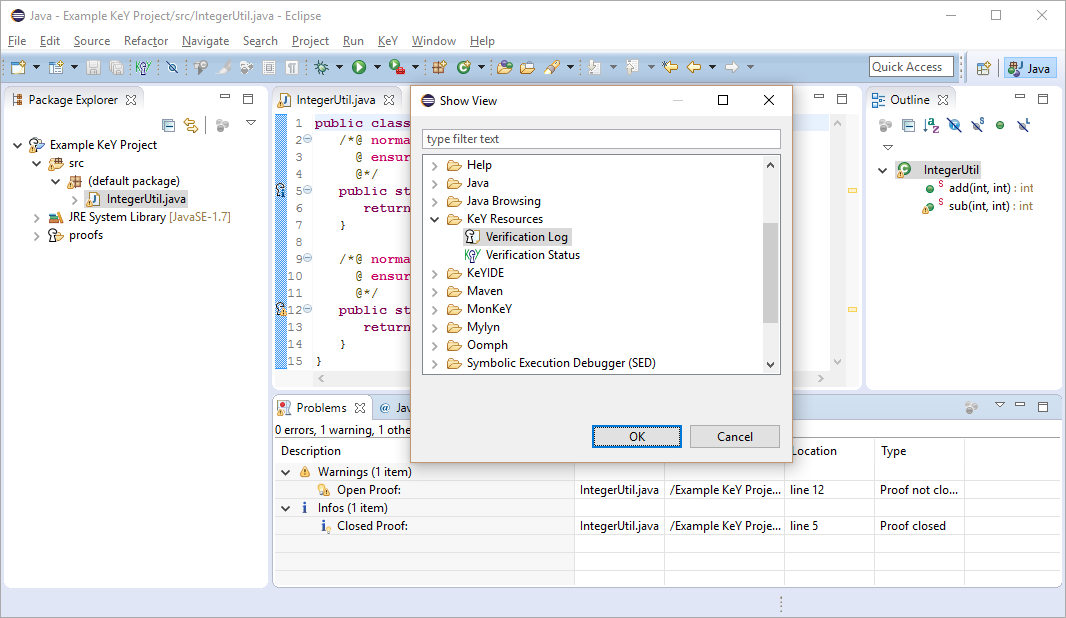 Java - Example KeY Project/src/IntegerUtil.java - Eclipse
File Edit Source Refactor Navigate Search Project Run KeY Window Help
Quick Access
Java
Package Explorer
Example KeY Project
src
(default package)
IntegerUtil.java
JRE System Library [JavaSE-1.7]
proofs
IntegerUtil.java
1 public class
2 /*@ norma
3 @ ensur
4 @*/
5 public st
6 return
7 }
8
9 /*@ norma
10 @ ensur
11 @*/
12 public st
13 return
14 }
15 }
Show View
type filter text
Help
Java
Java Browsing
KeY Resources
Verification Log
Verification Status
KeYIDE
Maven
MonKeY
Mylyn
Oomph
Symbolic Execution Debugger (SED)
OK
Cancel
Outline
IntegerUtil
add(int, int) : int
sub(int, int) : int
Problems
@ Jav
0 errors, 1 warning, 1 othe
Description Location Type
Warnings (1 item)
Open Proof: IntegerUtil.java /Example KeY Proje... line 12 Proof not clo...
Infos (1 item)
Closed Proof: IntegerUtil.java /Example KeY Proje... line 5 Proof closed